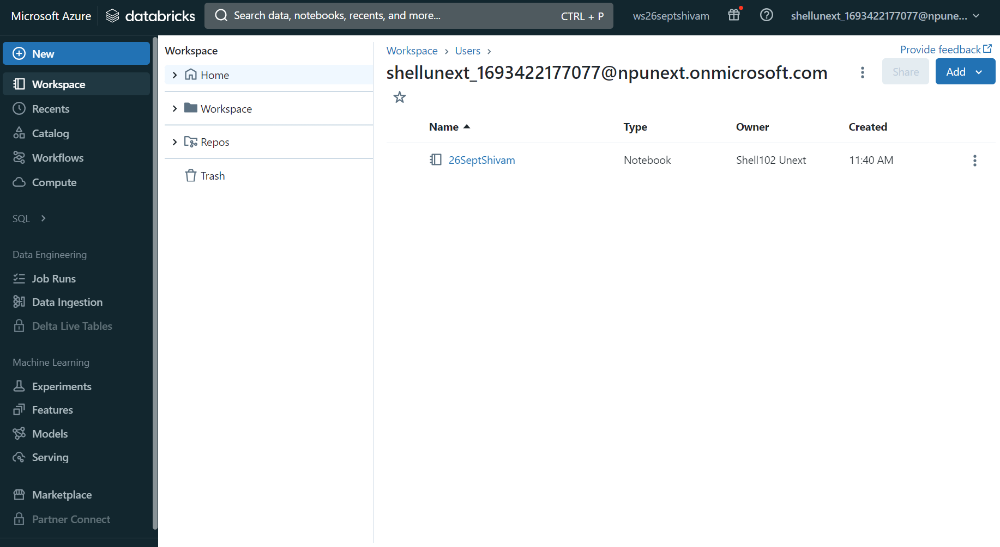 Microsoft Azure
databricks
Search data, notebooks, recents, and more...
CTRL + P
ws26septshivam
shellunext_1693422177077@npune...
New
Workspace
Recents
Catalog
Workflows
Compute
SQL
Data Engineering
Job Runs
Data Ingestion
Delta Live Tables
Machine Learning
Experiments
Features
Models
Serving
Marketplace
Partner Connect
Workspace
Home
Workspace
Repos
Trash
Workspace > Users >
Provide feedback
shellunext_1693422177077@npunext.onmicrosoft.com
Share
Add
Name Type Owner Created
26SeptShivam Notebook Shell102 Unext 11:40 AM